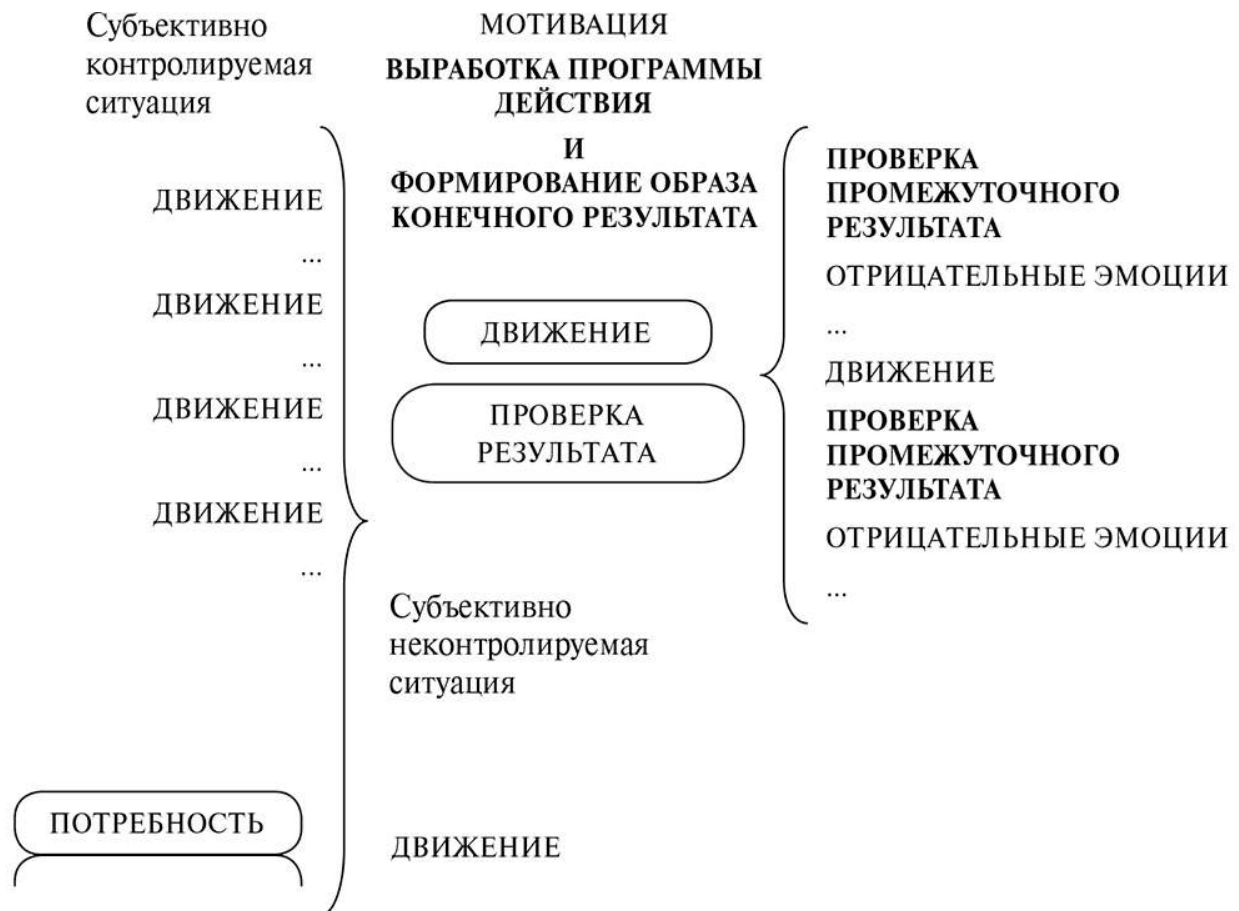 Субъективно
контролируемая
ситуация
ДВИЖЕНИЕ
...
ДВИЖЕНИЕ
...
ДВИЖЕНИЕ
...
ДВИЖЕНИЕ
...
ПОТРЕБНОСТЬ
МОТИВАЦИЯ
ВЫРАБОТКА ПРОГРАММЫ
ДЕЙСТВИЯ
И
ФОРМИРОВАНИЕ ОБРАЗА
КОНЕЧНОГО РЕЗУЛЬТАТА
ДВИЖЕНИЕ
ПРОВЕРКА
РЕЗУЛЬТАТА
Субъективно
неконтролируемая
ситуация
ДВИЖЕНИЕ
ПРОВЕРКА
ПРОМЕЖУТОЧНОГО
РЕЗУЛЬТАТА
ОТРИЦАТЕЛЬНЫЕ ЭМОЦИИ
...
ДВИЖЕНИЕ
ПРОВЕРКА
ПРОМЕЖУТОЧНОГО
РЕЗУЛЬТАТА
ОТРИЦАТЕЛЬНЫЕ ЭМОЦИИ
...